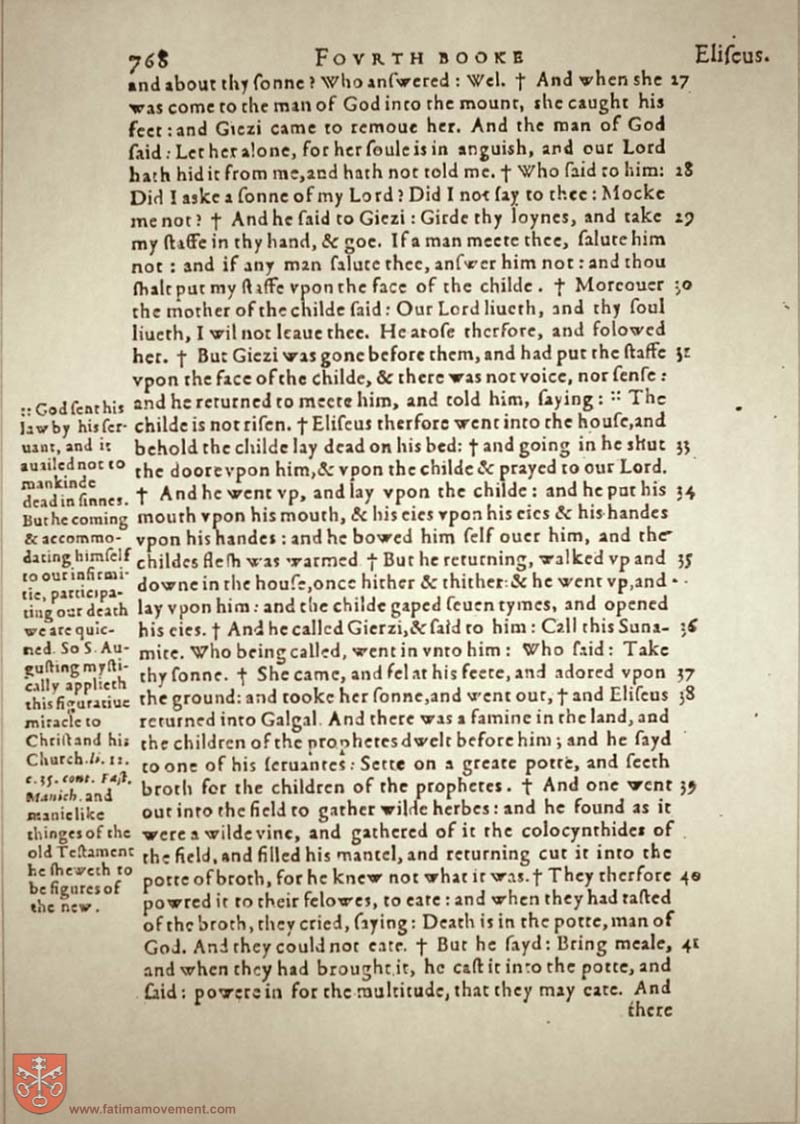 768 FOVRTH BOOKE Eliſeus.
and about thy ſonne? Who anſwered: Wel. † And when she 27
was come to the man of God into the mount, she caught his
feet: and Giezi came to remoue her. And the man of God
ſaid: Let her alone, for her ſoule is in anguish, and our Lord
hath hid it from me, and hath not told me. † Who ſaid to him: 28
Did I aske a ſonne of my Lord? Did I not ſay to thee: Mocke
me not? † And he ſaid to Giezi: Girde thy loynes, and take 29
my ſtaffe in thy hand, & goe. If a man meete thee, ſalute him
not: and if any man ſalute thee, anſwer him not: and thou
shalt put my ſtaffe vpon the face of the childe. † Moreouer 30
the mother of the childe ſaid: Our Lord liueth, and thy ſoul
liueth, I wil not leaue thee. He aroſe therfore, and folowed
her. † But Giezi was gone before them, and had put the ſtaffe 31
vpon the face of the childe, & there was not voice, nor ſenſe:
and he returned to meete him, and told him, ſaying: :: The
childe is not riſen. † Eliſeus therfore went into the houſe, and
behold the childe lay dead on his bed: † and going in he shut 33
the doore vpon him, & vpon the childe & prayed to our Lord.
† And he went vp, and lay vpon the childe: and he put his 34
mouth vpon his mouth, & his eies vpon his eies & his handes
vpon his handes: and he bowed him ſelf ouer him, and the
childes flesh was warmed † But he returning, walked vp and 35
downe in the houſe, once hither & thither: & he went vp, and
lay vpon him: and the childe gaped ſeuen tymes, and opened
his eies. † And he called Gierzi, & ſaid to him: Call this Suna- 36
mite. Who being called, went in vnto him: Who ſaid: Take
thy ſonne. † She came, and fel at his feete, and adored vpon 37
the ground: and tooke her ſonne, and went out, † and Eliſeus 38
returned into Galgal. And there was a famine in the land, and
the children of the prophetes dwelt before him; and he ſayd
to one of his ſeruantes: Sette on a greate potte, and ſeeth
broth for the children of the prophetes. † And one went 39
out into the field to gather wilde herbes: and he found as it
were a wilde vine, and gathered of it the colocynthides of
the field, and filled his mantel, and returning cut it into the
potte of broth, for he knew not what it was. † They therfore 40
powred it to their felowes, to eate: and when they had taſted
of the broth, they cried, ſaying: Death is in the potte, man of
God. And they could not eate. † But he ſayd: Bring meale, 41
and when they had brought it, he caſt it into the potte, and
ſaid: powere in for the multitude, that they may eate. And
there
:: God ſent his
law by his ſer-
uant, and it
auailed not to
mankinde
dead in ſinnes.
But he coming
& accommo-
dating himſelf
to our infirmi-
tie, participa-
ting our death
we are quic-
ned. So S. Au-
guſting myſti-
cally applieth
this figuratiue
miracle to
Chriſt and his
Church. li. 12.
c. 35. cont. Fauſt.
Manich. and
manie like
thinges of the
old Teſtament
he sheweth to
be figures of
the new.
www.fatimamovement.com